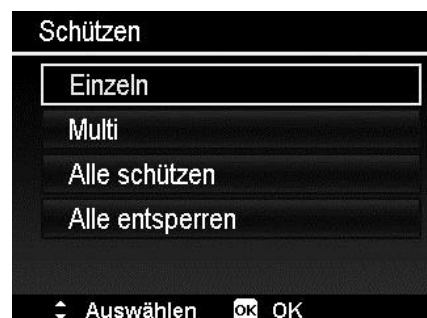 Schützen
Einzeln
Multi
Alle schützen
Alle entsperren
Auswählen OK OK